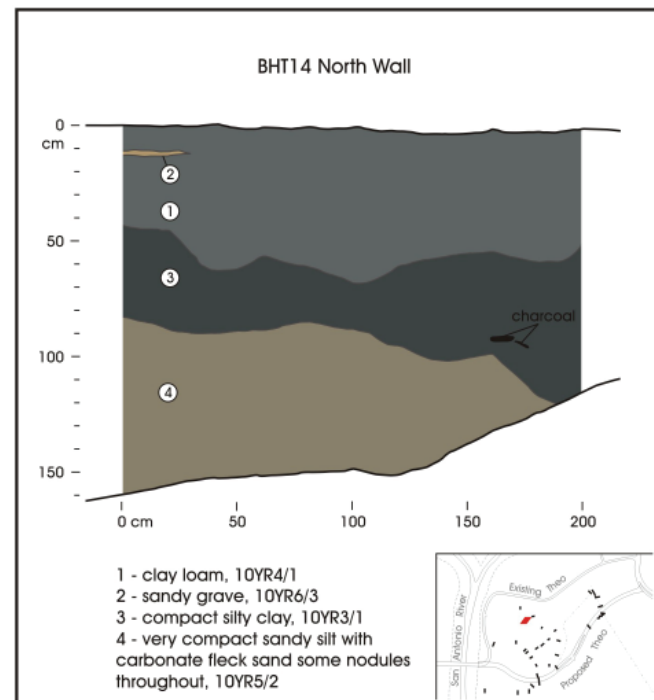 BHT14 North Wall
0
cm
2
1
50
3
charcoal
100
4
150
0 cm 50 100 150 200
1 - clay loam, 10YR4/1
2 - sandy grave, 10YR6/3
3 - compact silty clay, 10YR3/1
4 - very compact sandy silt with
carbonate fleck sand some nodules
throughout, 10YR5/2
Existing Theo
San Antonio River
Proposed Theo